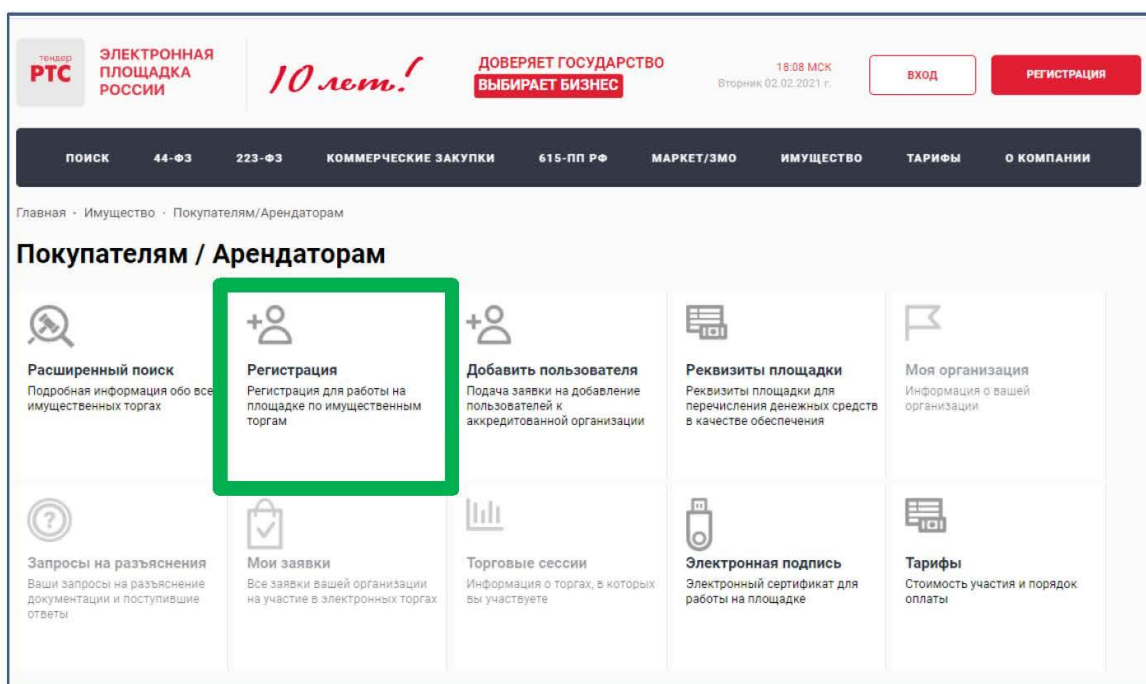 тендер
РТС
ЭЛЕКТРОННАЯ
ПЛОЩАДКА
РОССИИ
10 лет!
ДОВЕРЯЕТ ГОСУДАРСТВО
ВЫБИРАЕТ БИЗНЕС
18:08 МСК
Вторник 02.02.2021 г.
ВХОД
РЕГИСТРАЦИЯ
ПОИСК 44-ФЗ 223-ФЗ КОММЕРЧЕСКИЕ ЗАКУПКИ 615-ПП РФ МАРКЕТ/ЗМО ИМУЩЕСТВО ТАРИФЫ О КОМПАНИИ
Главная · Имущество · Покупателям/Арендаторам
Покупателям / Арендаторам
Расширенный поиск
Подробная информация обо все
имущественных торгах
Регистрация
Регистрация для работы на
площадке по имущественным
торгам
Добавить пользователя
Подача заявки на добавление
пользователей к
аккредитованной организации
Реквизиты площадки
Реквизиты площадки для
перечисления денежных средств
в качестве обеспечения
Моя организация
Информация о вашей
организации
Запросы на разъяснения
Ваши запросы на разъяснение
документации и поступившие
ответы
Мои заявки
Все заявки вашей организации
на участие в электронных торгах
Торговые сессии
Информация о торгах, в которых
вы участвуете
Электронная подпись
Электронный сертификат для
работы на площадке
Тарифы
Стоимость участия и порядок
оплаты